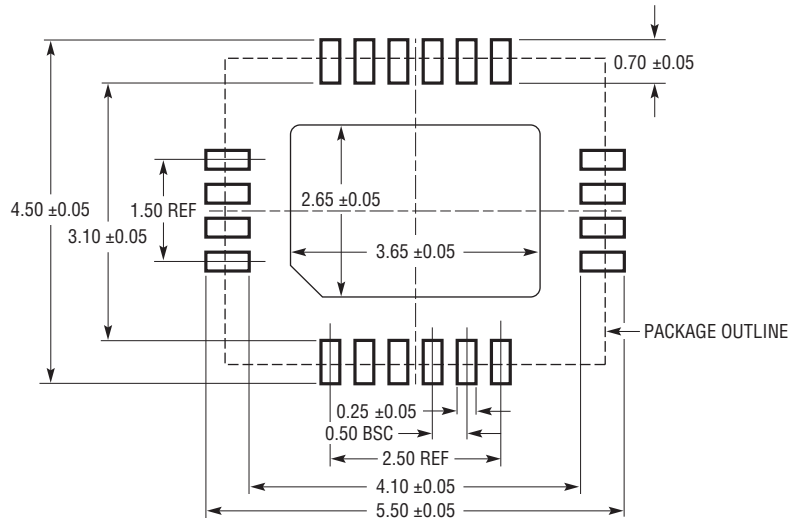 0.70 ±0.05
4.50 ±0.05
1.50 REF
3.10 ±0.05
2.65 ±0.05
3.65 ±0.05
PACKAGE OUTLINE
0.25 ±0.05
0.50 BSC
2.50 REF
4.10 ±0.05
5.50 ±0.05